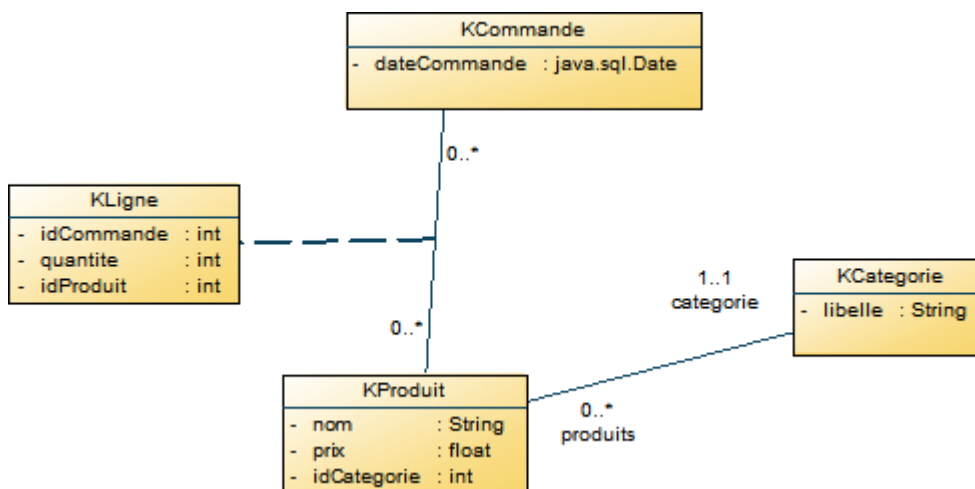 KCommande
- dateCommande : java.sql.Date
0..*
KLigne
- idCommande : int
- quantite : int
- idProduit : int
0..*
1..1
categorie
KCategorie
- libelle : String
KProduit
- nom : String
- prix : float
- idCategorie : int
0..*
produits